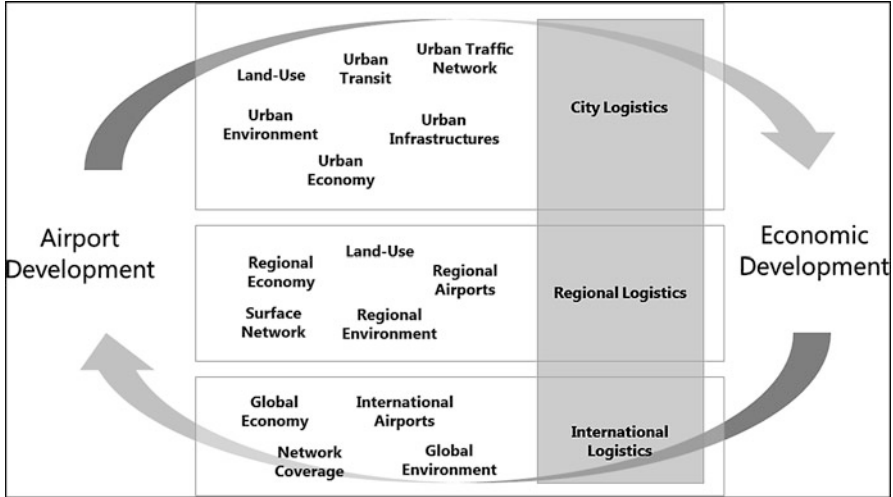 Airport
Development
Land-Use
Urban
Transit
Urban Traffic
Network
Urban
Environment
Urban
Infrastructures
Urban
Economy
City Logistics
Regional
Economy
Land-Use
Regional
Airports
Surface
Network
Regional
Environment
Regional Logistics
Global
Economy
International
Airports
Network
Coverage
Global
Environment
International
Logistics
Economic
Development